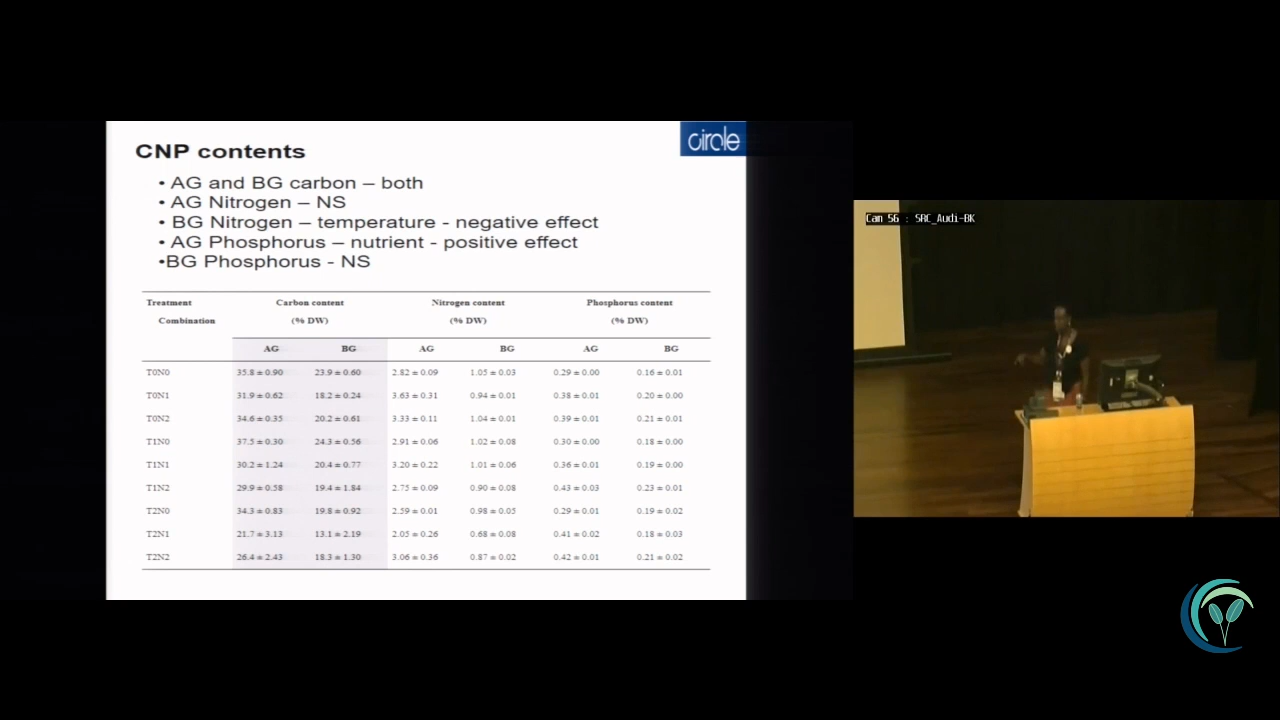 CNP contents
circle
• AG and BG carbon – both
• AG Nitrogen – NS
• BG Nitrogen – temperature - negative effect
• AG Phosphorus – nutrient - positive effect
•BG Phosphorus - NS
Treatment Combination Carbon content (% DW) Nitrogen content (% DW) Phosphorus content (% DW)
AG BG AG BG AG BG
T0N0 35.8 ± 0.90 23.9 ± 0.60 2.82 ± 0.09 1.05 ± 0.03 0.29 ± 0.00 0.16 ± 0.01
T0N1 31.9 ± 0.62 18.2 ± 0.24 3.63 ± 0.31 0.94 ± 0.01 0.38 ± 0.01 0.20 ± 0.00
T0N2 34.6 ± 0.35 20.2 ± 0.61 3.33 ± 0.11 1.04 ± 0.01 0.39 ± 0.01 0.21 ± 0.01
T1N0 37.5 ± 0.30 24.3 ± 0.56 2.91 ± 0.06 1.02 ± 0.08 0.30 ± 0.00 0.18 ± 0.00
T1N1 30.2 ± 1.24 20.4 ± 0.77 3.20 ± 0.22 1.01 ± 0.06 0.36 ± 0.01 0.19 ± 0.00
T1N2 29.9 ± 0.58 19.4 ± 1.84 2.75 ± 0.09 0.90 ± 0.08 0.43 ± 0.03 0.23 ± 0.01
T2N0 34.3 ± 0.83 19.8 ± 0.92 2.59 ± 0.01 0.98 ± 0.05 0.29 ± 0.01 0.19 ± 0.02
T2N1 21.7 ± 3.13 13.1 ± 2.19 2.05 ± 0.26 0.68 ± 0.08 0.41 ± 0.02 0.18 ± 0.03
T2N2 26.4 ± 2.43 18.3 ± 1.30 3.06 ± 0.36 0.87 ± 0.02 0.42 ± 0.01 0.21 ± 0.02
Cam 56 : SRC_Audi-BK